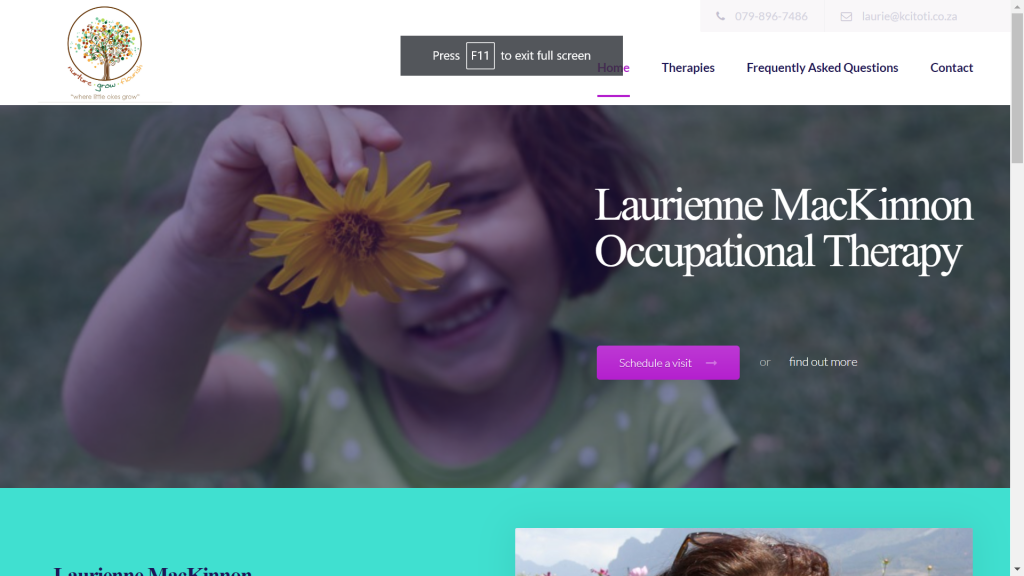 079-896-7486
laurie@kcitoti.co.za
nurture · grow · flourish
"where little okes grow"
Press F11 to exit full screen
Home
Therapies
Frequently Asked Questions
Contact
Laurienne MacKinnon
Occupational Therapy
Schedule a visit →
or
find out more
Laurienne MacKinnon